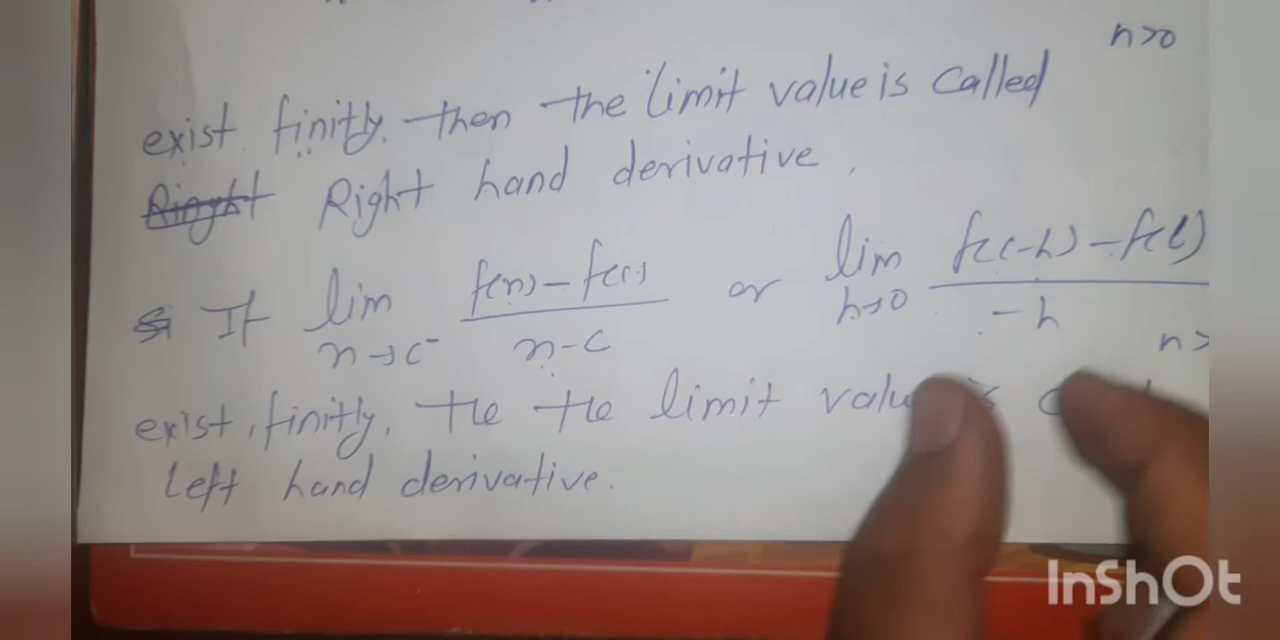 n>0
exist finitly. then the limit value is called
Right hand derivative.
If lim f(n)-f(c) or lim f(c-h)-f(c)
n→c⁻ n-c h→0 -h
n>
exist, finitly, the the limit value
left hand derivative.
InShOt